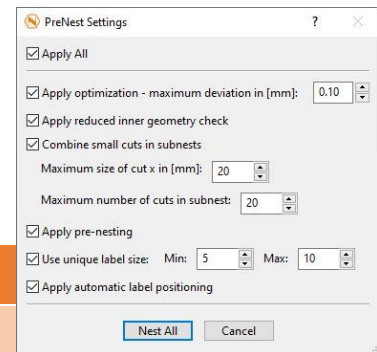 PreNest Settings ?
Apply All
Apply optimization - maximum deviation in [mm]: 0.10
Apply reduced inner geometry check
Combine small cuts in subnests
Maximum size of cut x in [mm]: 20
Maximum number of cuts in subnest: 20
Apply pre-nesting
Use unique label size: Min: 5 Max: 10
Apply automatic label positioning
Nest All Cancel